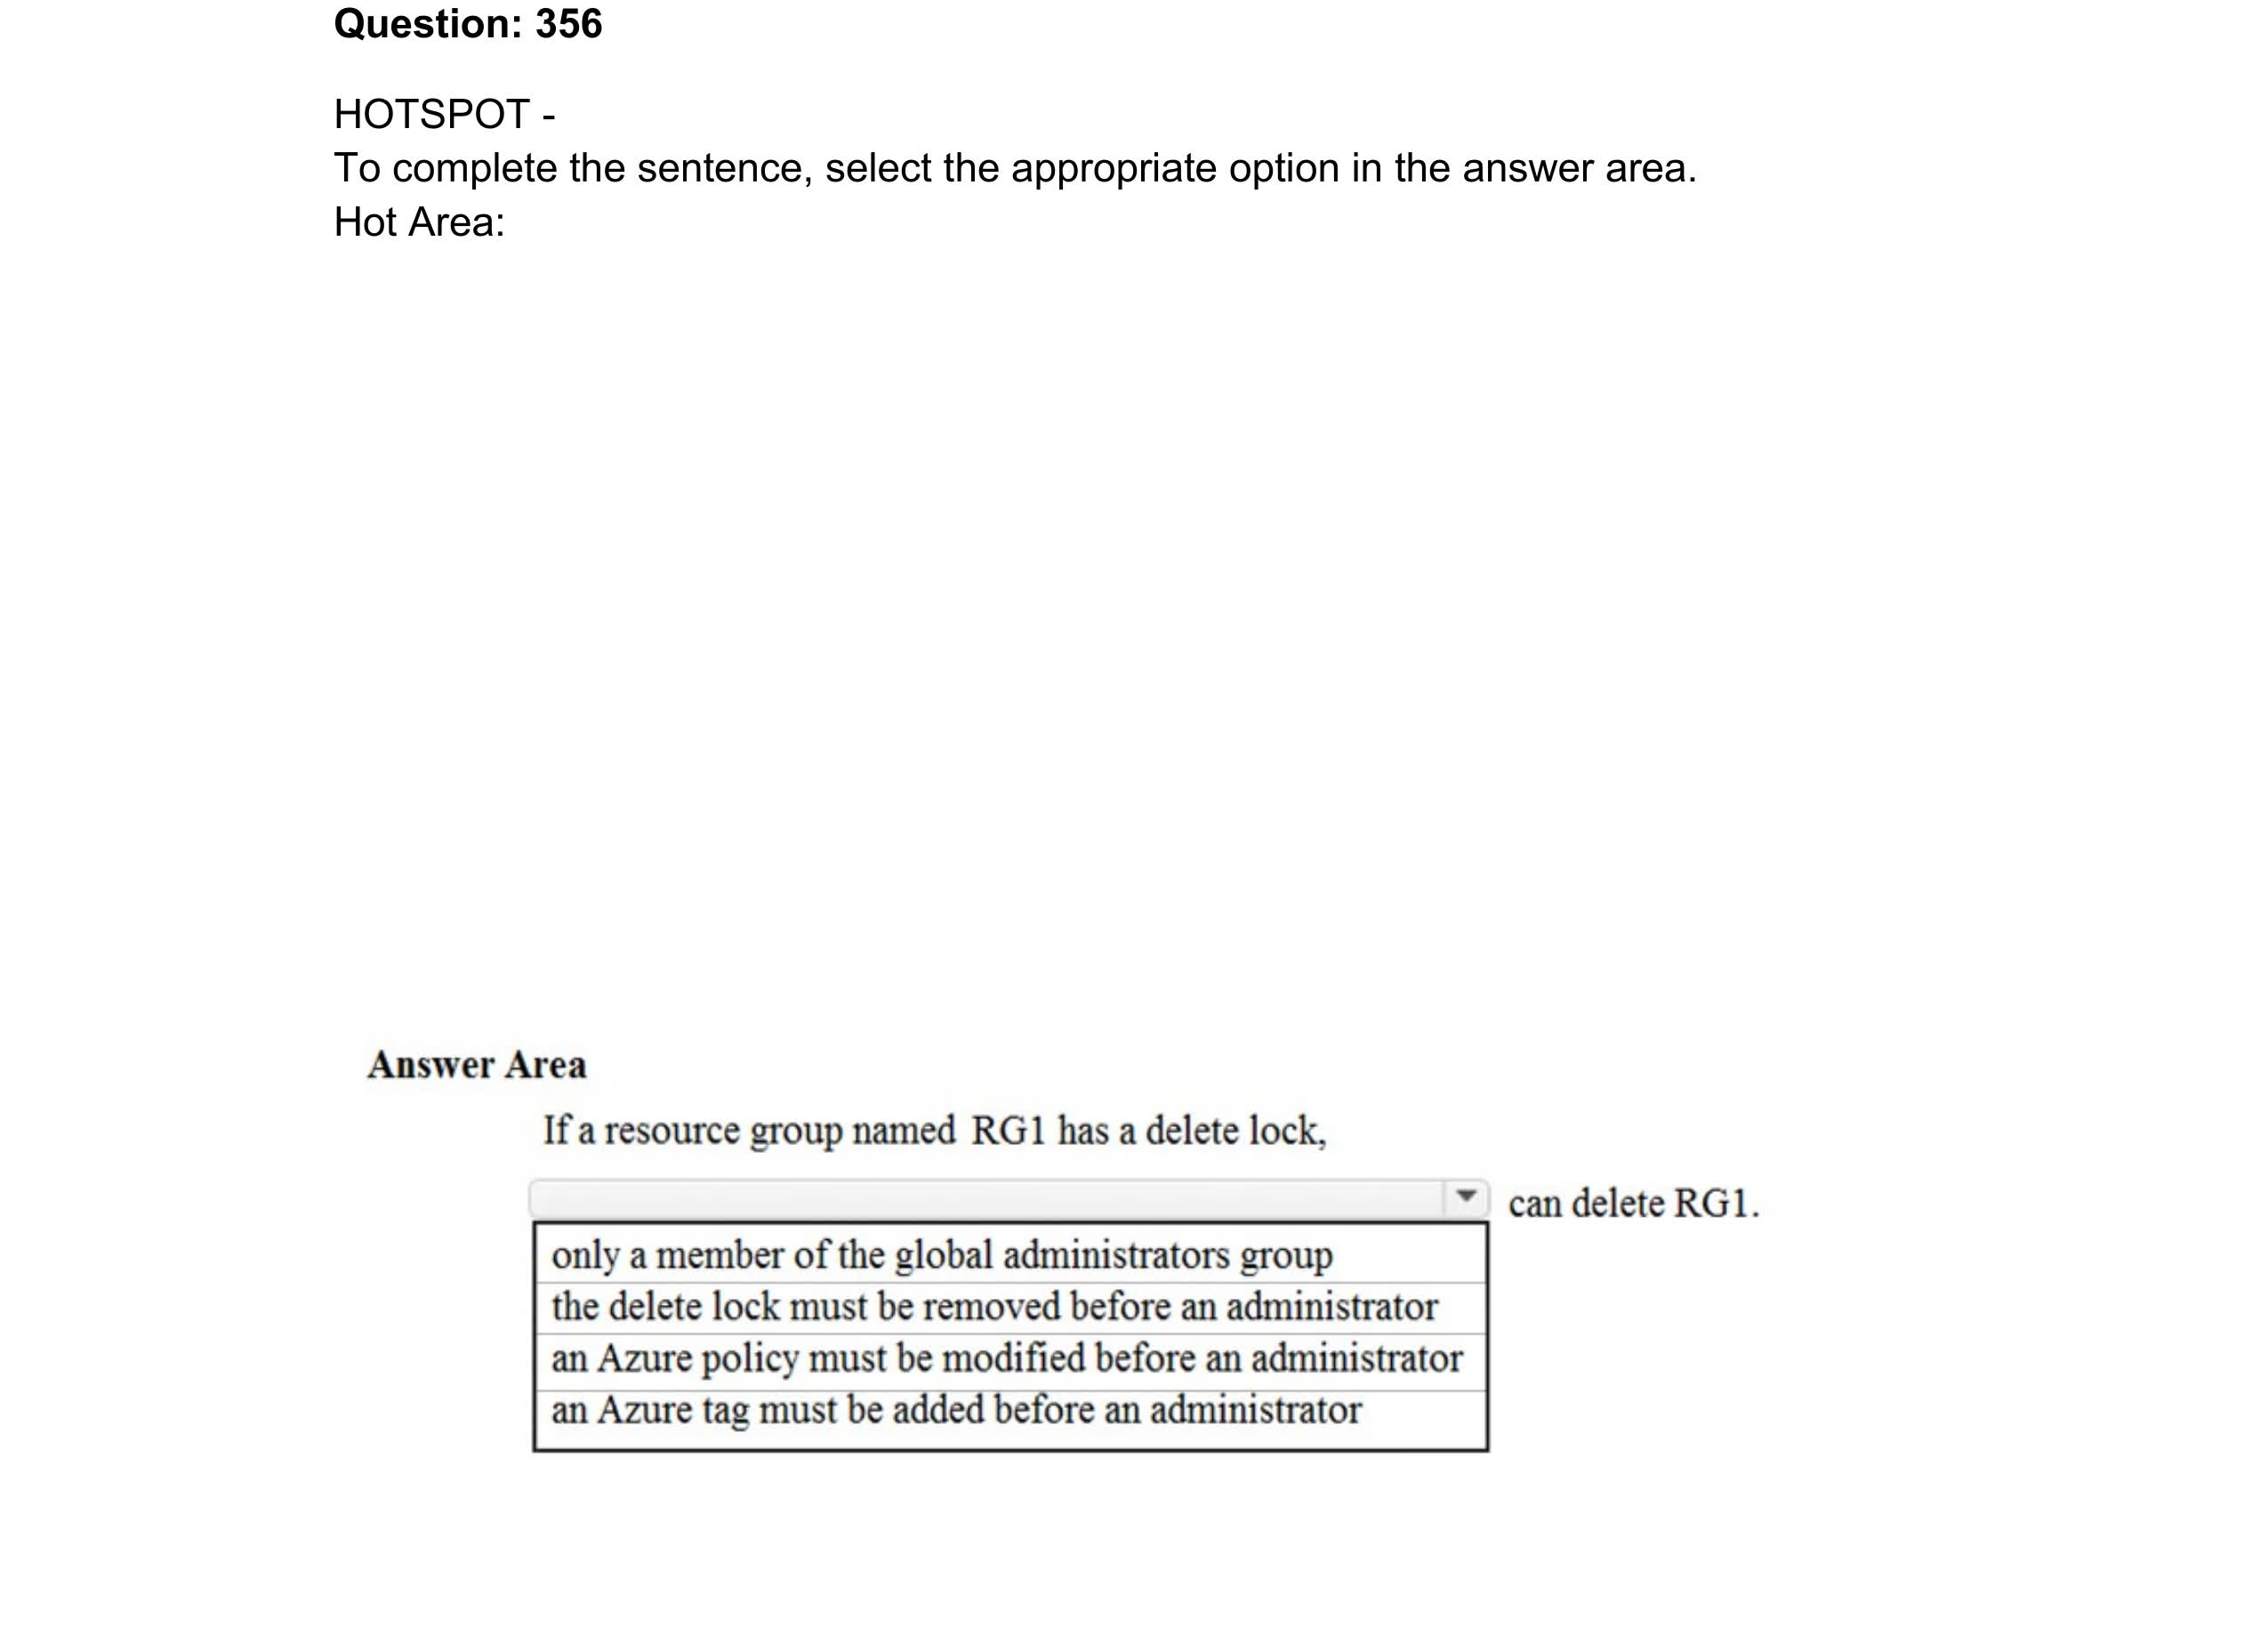 Question: 356
HOTSPOT -
To complete the sentence, select the appropriate option in the answer area.
Hot Area:
Answer Area
If a resource group named RG1 has a delete lock,
can delete RG1.
only a member of the global administrators group
the delete lock must be removed before an administrator
an Azure policy must be modified before an administrator
an Azure tag must be added before an administrator